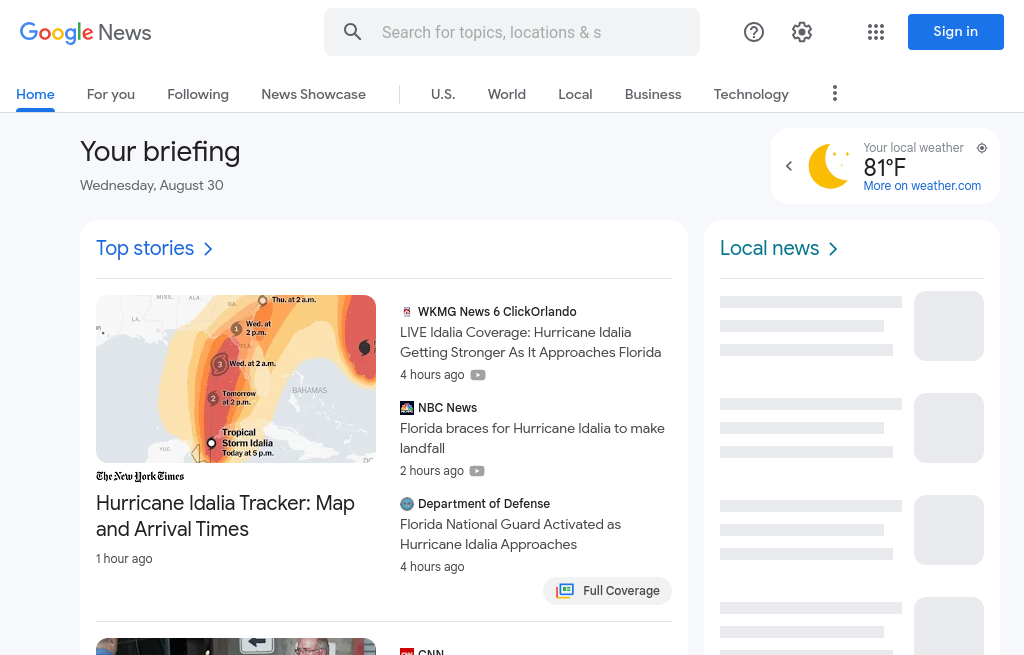 Google News
Search for topics, locations & s
Sign in
Home
For you
Following
News Showcase
U.S.
World
Local
Business
Technology
Your briefing
Wednesday, August 30
Your local weather
81°F
More on weather.com
Top stories
Local news
MISS.
ALA.
GA.
LA.
FLA.
Thu. at 2 a.m.
Wed. at
2 p.m.
1
Wed. at 2 a.m.
3
Tomorrow
at 2 p.m.
2
BAHAMAS
Tropical
Storm Idalia
Today at 5 p.m.
YUC.
The New York Times
Hurricane Idalia Tracker: Map
and Arrival Times
1 hour ago
WKMG News 6 ClickOrlando
LIVE Idalia Coverage: Hurricane Idalia
Getting Stronger As It Approaches Florida
4 hours ago
NBC News
Florida braces for Hurricane Idalia to make
landfall
2 hours ago
Department of Defense
Florida National Guard Activated as
Hurricane Idalia Approaches
4 hours ago
Full Coverage
CNN